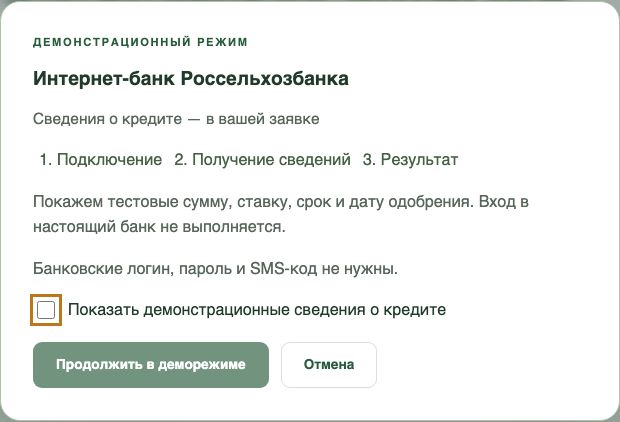 ДЕМОНСТРАЦИОННЫЙ РЕЖИМ
Интернет-банк Россельхозбанка
Сведения о кредите — в вашей заявке
1. Подключение 2. Получение сведений 3. Результат
Покажем тестовые сумму, ставку, срок и дату одобрения. Вход в
настоящий банк не выполняется.
Банковские логин, пароль и SMS-код не нужны.
Показать демонстрационные сведения о кредите
Продолжить в деморежиме Отмена